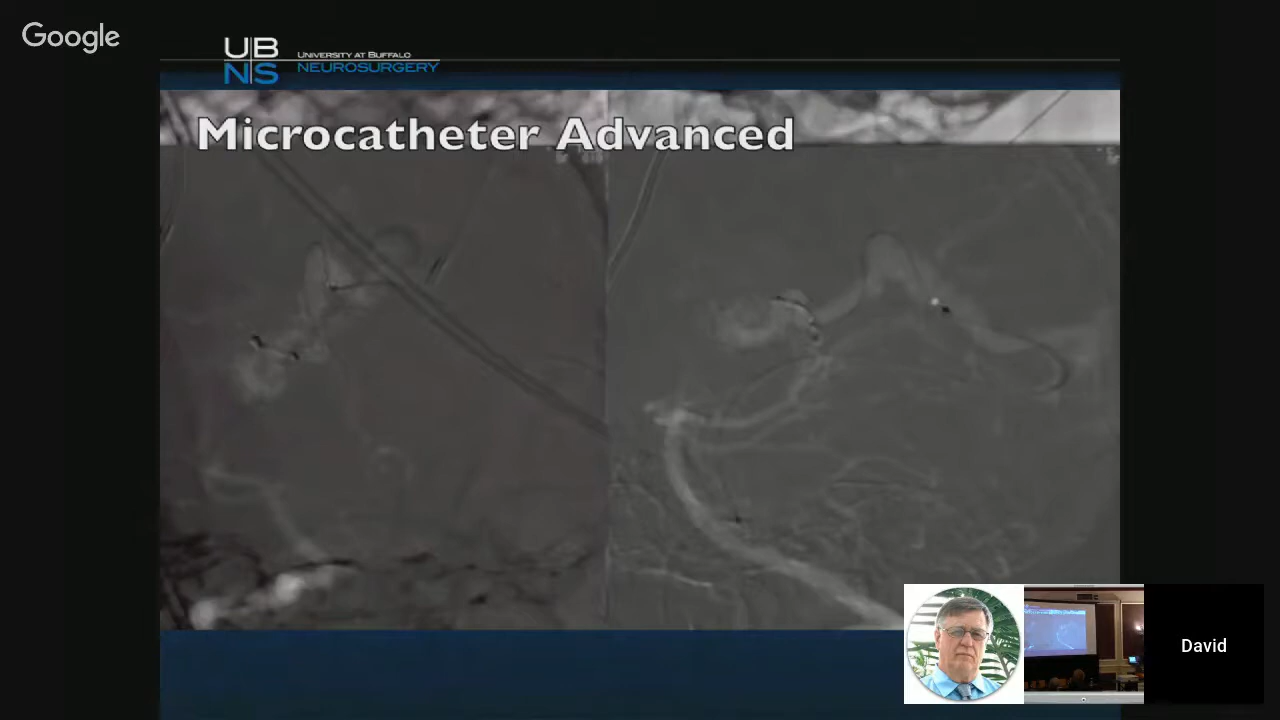 Google
UB
NS
UNIVERSITY AT BUFFALO
NEUROSURGERY
Microcatheter Advanced
David